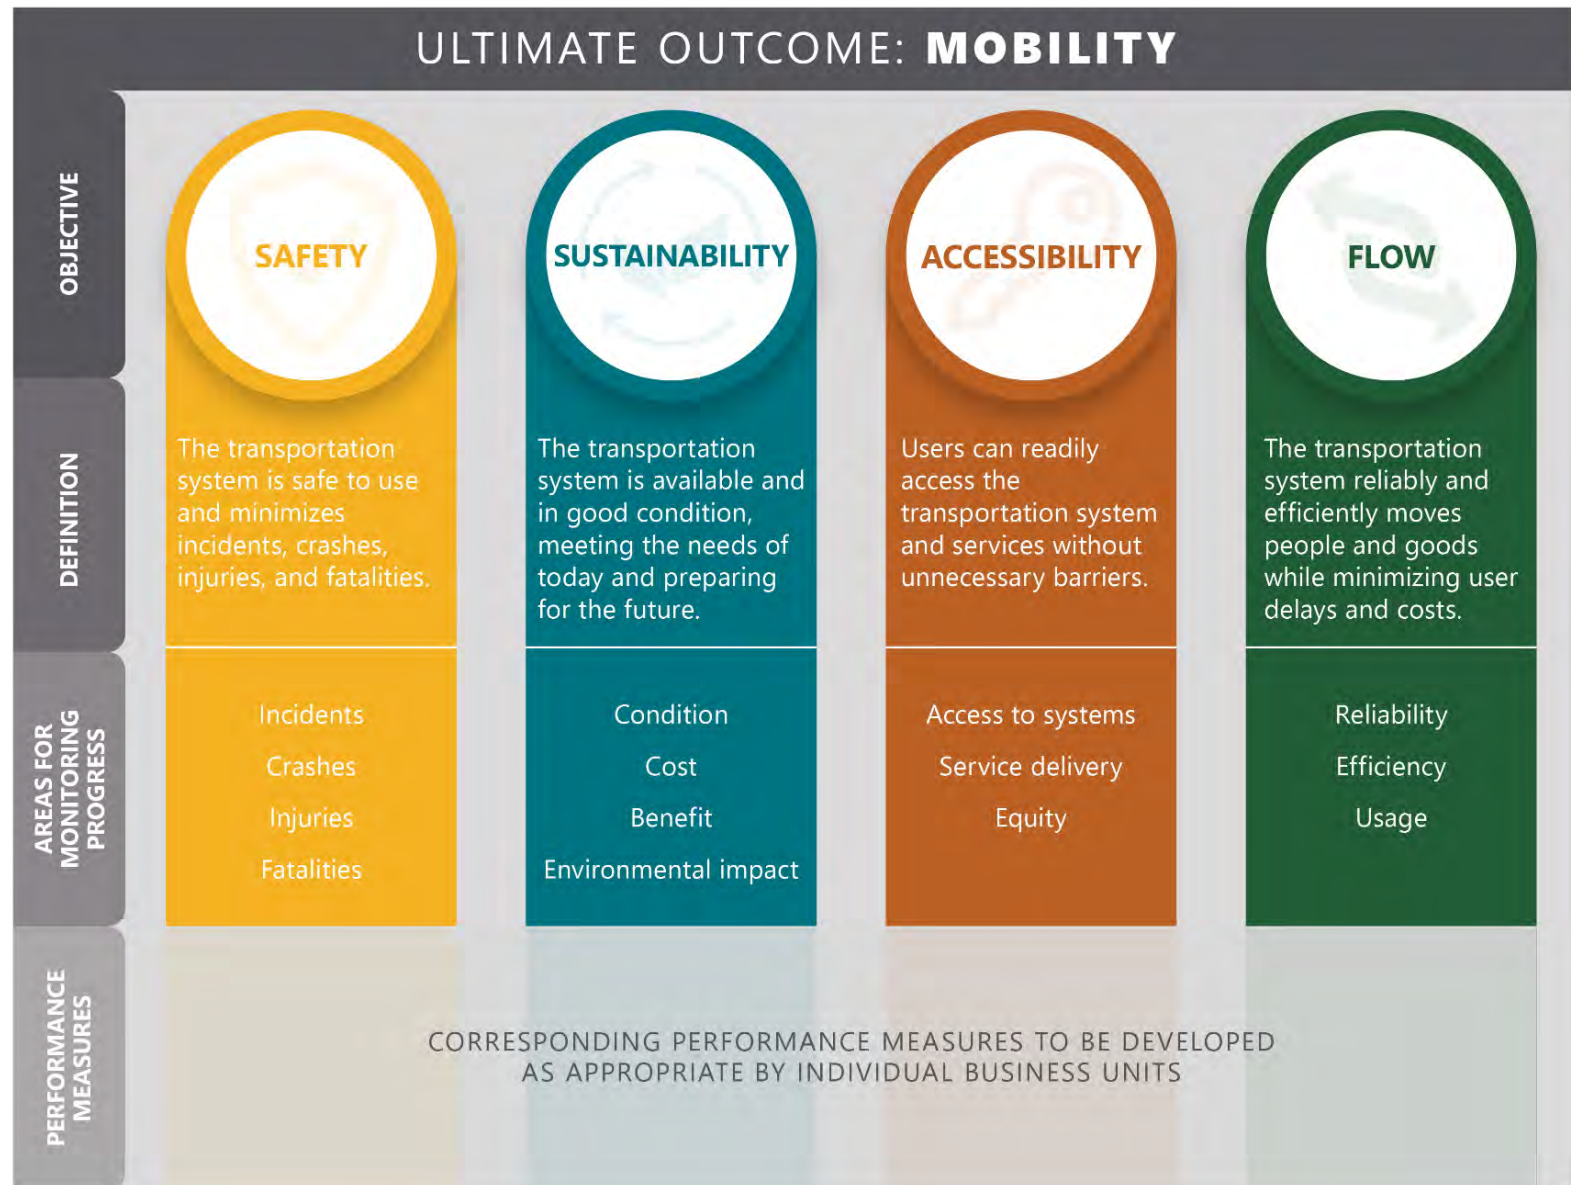 ULTIMATE OUTCOME: MOBILITY
OBJECTIVE
SAFETY
SUSTAINABILITY
ACCESSIBILITY
FLOW
DEFINITION
The transportation
system is safe to use
and minimizes
incidents, crashes,
injuries, and fatalities.
The transportation
system is available and
in good condition,
meeting the needs of
today and preparing
for the future.
Users can readily
access the
transportation system
and services without
unnecessary barriers.
The transportation
system reliably and
efficiently moves
people and goods
while minimizing user
delays and costs.
AREAS FOR
MONITORING
PROGRESS
Incidents
Crashes
Injuries
Fatalities
Condition
Cost
Benefit
Environmental impact
Access to systems
Service delivery
Equity
Reliability
Efficiency
Usage
PERFORMANCE
MEASURES
CORRESPONDING PERFORMANCE MEASURES TO BE DEVELOPED
AS APPROPRIATE BY INDIVIDUAL BUSINESS UNITS